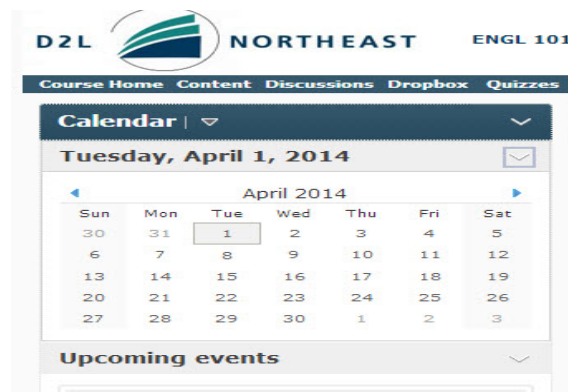 D2L NORTHEAST ENGL 101
Course Home Content Discussions Dropbox Quizzes
Calendar
Tuesday, April 1, 2014
April 2014
Sun Mon Tue Wed Thu Fri Sat
30 31 1 2 3 4 5
6 7 8 9 10 11 12
13 14 15 16 17 18 19
20 21 22 23 24 25 26
27 28 29 30 1 2 3
Upcoming events